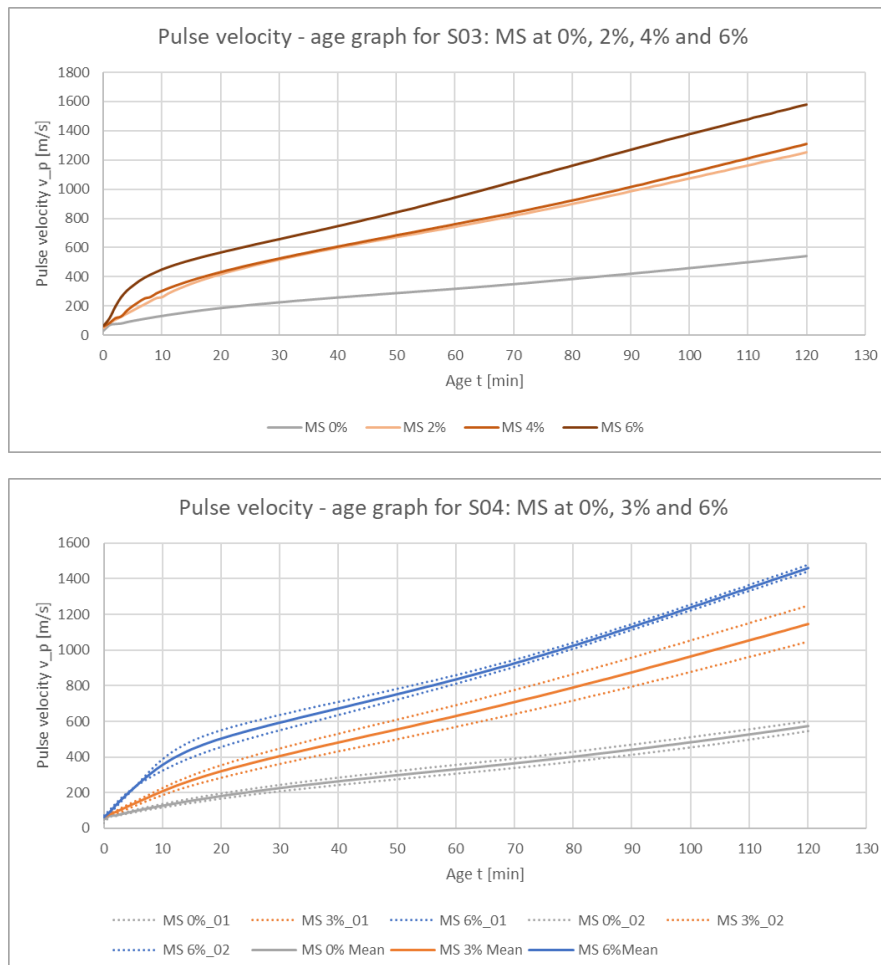 Pulse velocity - age graph for S03: MS at 0%, 2%, 4% and 6%
Pulse velocity v_p [m/s]
1800
1600
1400
1200
1000
800
600
400
200
0
0 10 20 30 40 50 60 70 80 90 100 110 120 130
Age t [min]
MS 0% MS 2% MS 4% MS 6%
Pulse velocity - age graph for S04: MS at 0%, 3% and 6%
Pulse velocity v_p [m/s]
1600
1400
1200
1000
800
600
400
200
0
0 10 20 30 40 50 60 70 80 90 100 110 120 130
Age t [min]
MS 0%_01 MS 3%_01 MS 6%_01 MS 0%_02 MS 3%_02
MS 6%_02 MS 0% Mean MS 3% Mean MS 6%Mean